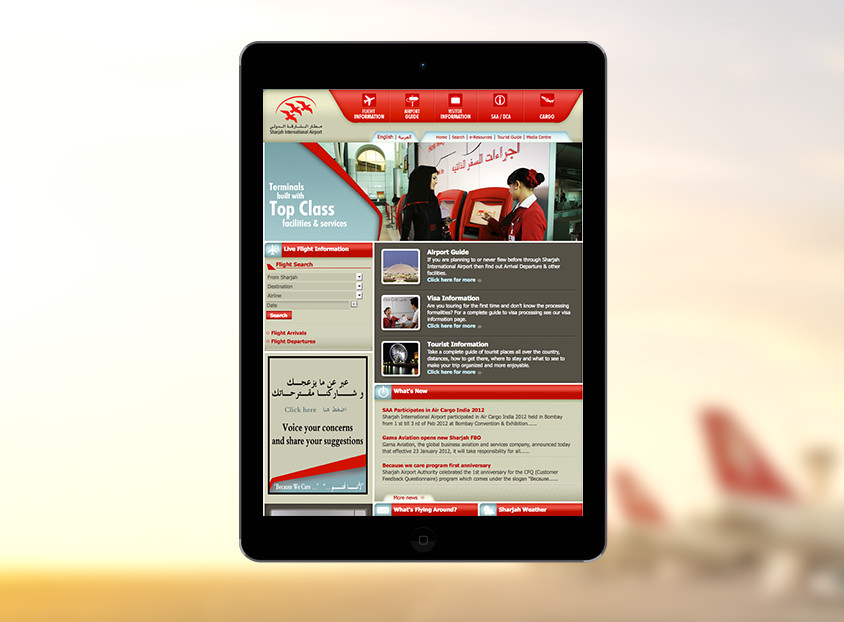 مطار الشارقة الدولي
Sharjah International Airport
FLIGHT
INFORMATION
AIRPORT
GUIDE
VISITOR
INFORMATION
SAA / DCA
CARGO
English | العربية
Home | Search | e-Resources | Tourist Guide | Media Centre
Terminals
built with
Top Class
facilities & services
إجراءات السفر الذاتية
Live Flight Information
Flight Search
From Sharjah
Destination
Airline
Date
Search
Flight Arrivals
Flight Departures
عبر عن ما يزعجك
و شاركنا مقترحاتك
Click here اضغط هنا
Voice your concerns
and share your suggestions
"Because We Care ..."
Airport Guide
If you are planning to or never flew before through Sharjah
International Airport then find out Arrival Departure & other
facilities.
Click here for more
Visa Information
Are you touring for the first time and don't know the processing
formalities? For a complete guide to visa processing see our visa
information page.
Click here for more
Tourist Information
Take a complete guide of tourist places all over the country,
distances, how to get there, where to stay and what to see to
make your trip organized and more enjoyable.
Click here for more
What's New
SAA Participates in Air Cargo India 2012
Sharjah International Airport participated in Air Cargo India 2012 held in Bombay
from 1 st till 3 rd of Feb 2012 at Bombay Convention & Exhibition......
Gama Aviation opens new Sharjah FBO
Gama Aviation, the global business aviation and services company, announced today
that effective 23 January 2012, it will take responsibility for all.....
Because we care program first anniversary
Sharjah Airport Authority celebrated the 1st anniversary for the CFQ (Customer
Feedback Questionnaire) program which comes under the slogan "Because.....
More news
What's Flying Around?
Sharjah Weather